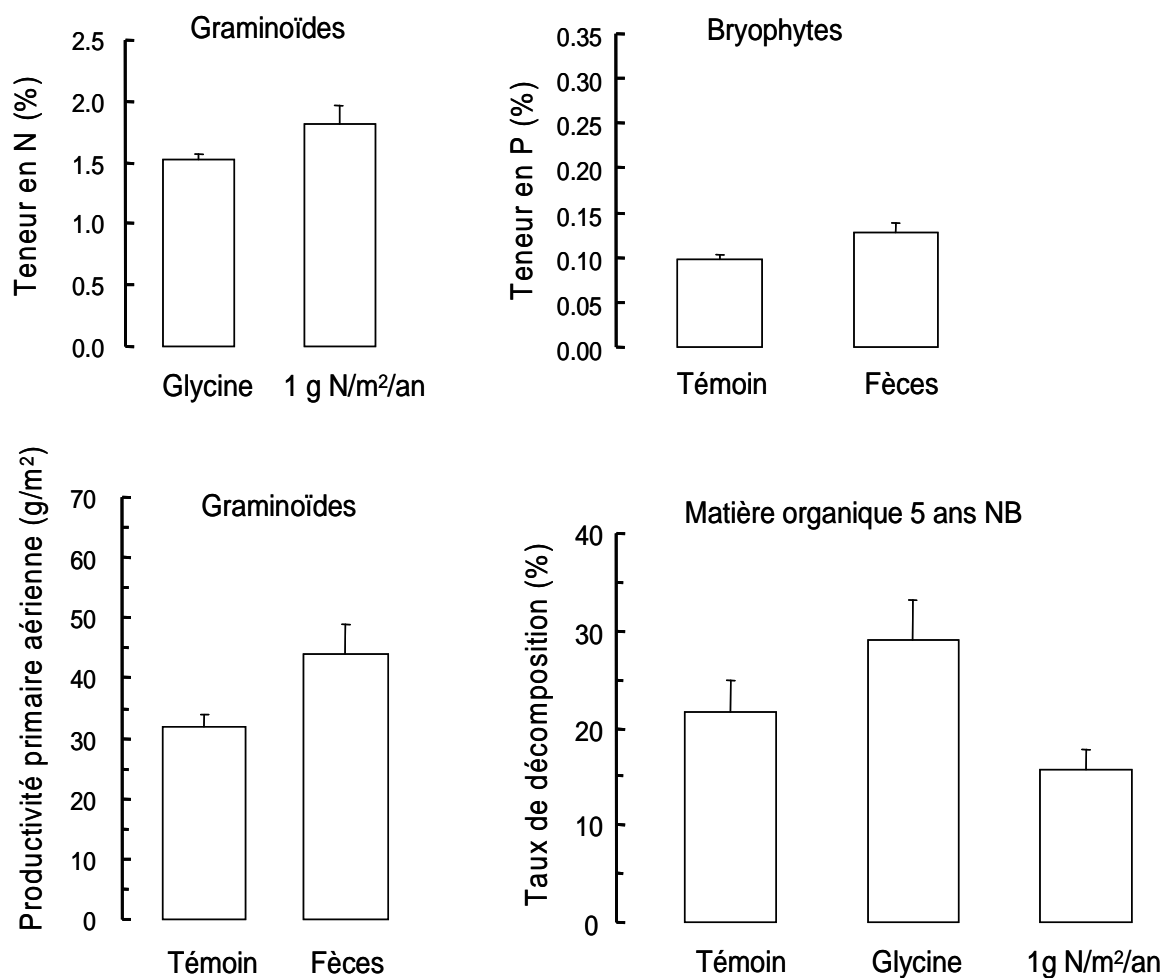 Graminoïdes
Teneur en N (%)
2.5
2.0
1.5
1.0
0.5
0.0
Glycine 1 g N/m²/an
Bryophytes
Teneur en P (%)
0.35
0.30
0.25
0.20
0.15
0.10
0.05
0.00
Témoin Fèces
Graminoïdes
Productivité primaire aérienne (g/m²)
70
60
50
40
30
20
10
0
Témoin Fèces
Matière organique 5 ans NB
Taux de décomposition (%)
40
30
20
10
0
Témoin Glycine 1g N/m²/an